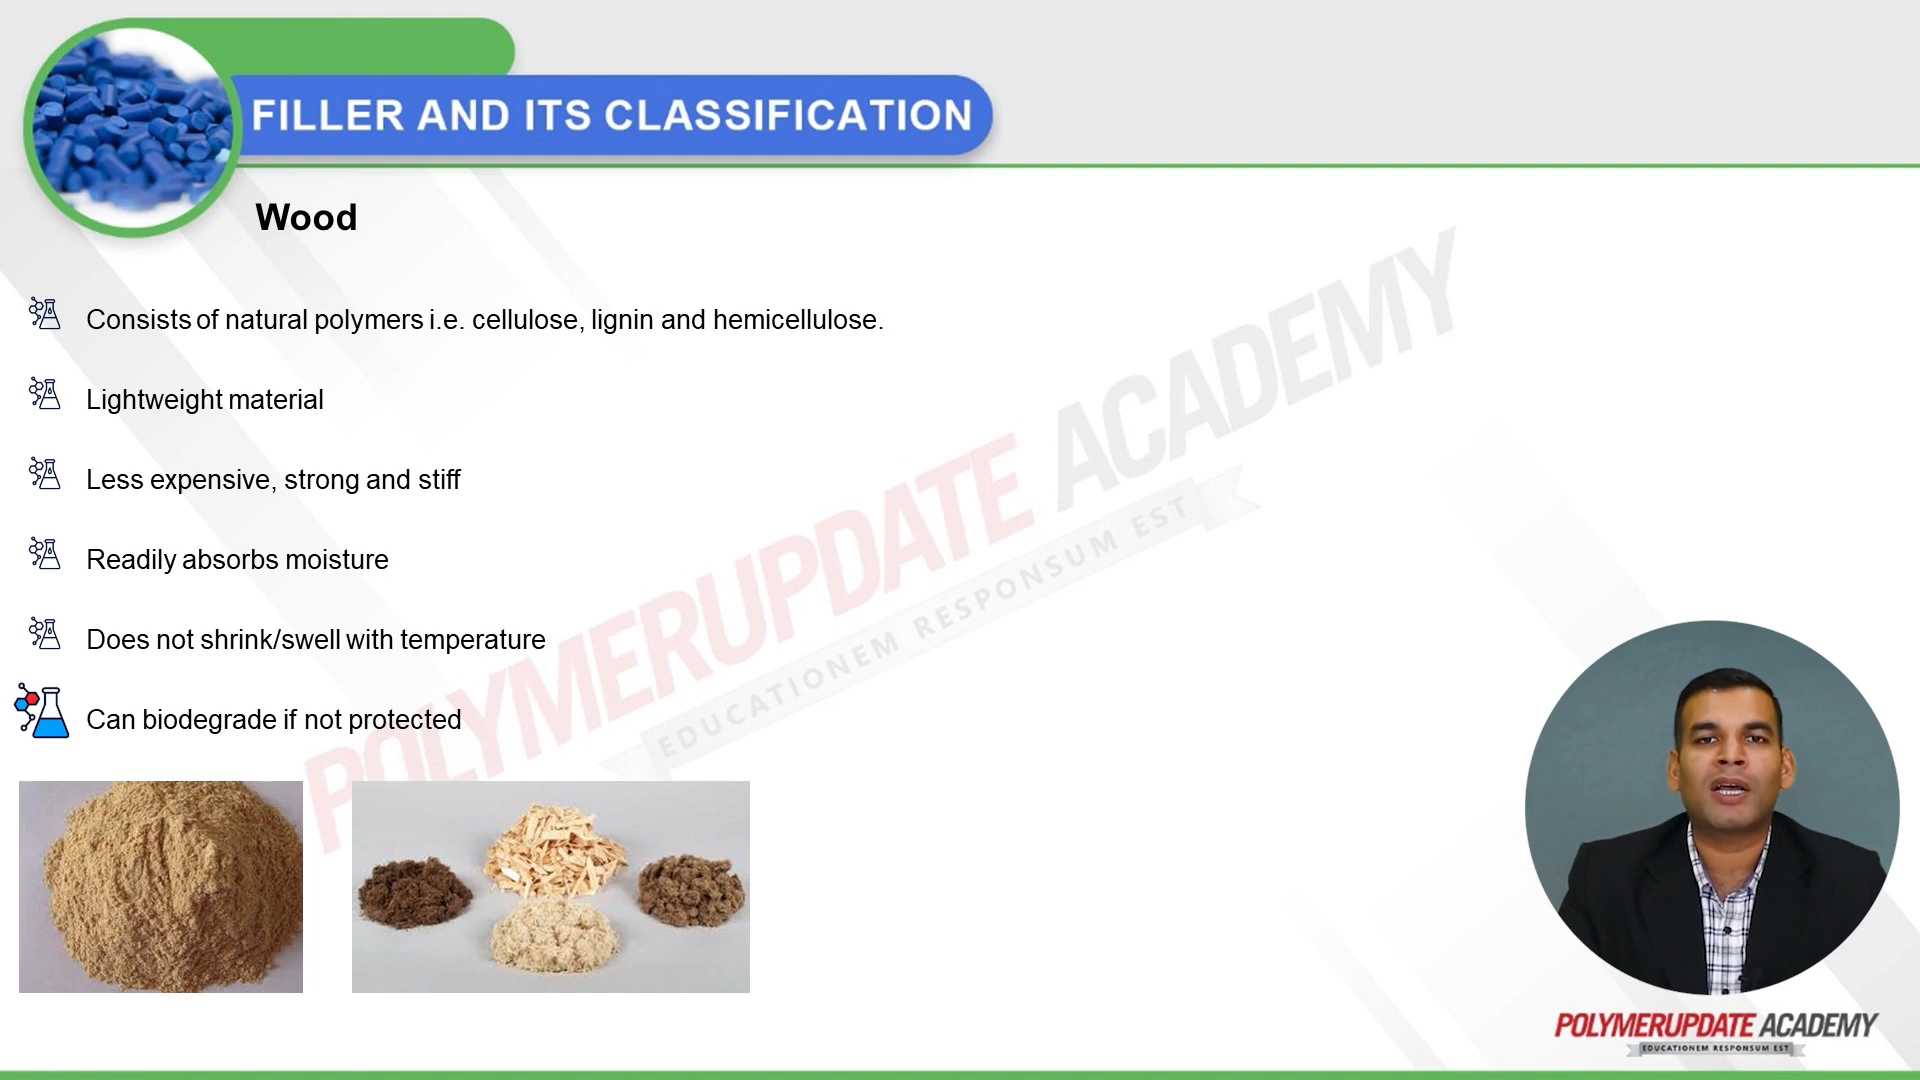 FILLER AND ITS CLASSIFICATION
Wood
Consists of natural polymers i.e. cellulose, lignin and hemicellulose.
Lightweight material
Less expensive, strong and stiff
Readily absorbs moisture
Does not shrink/swell with temperature
Can biodegrade if not protected
POLYMERUPDATE ACADEMY
EDUCATIONEM RESPONSUM EST
POLYMERUPDATE ACADEMY
EDUCATIONEM RESPONSUM EST